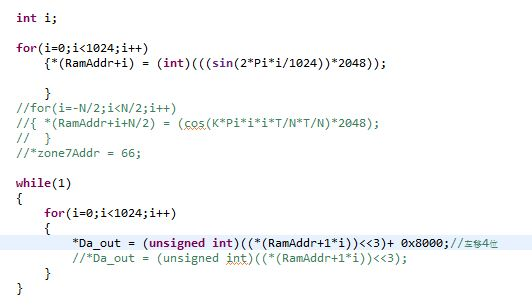 int i;
for(i=0;i<1024;i++)
{*(RamAddr+i) = (int)(((sin(2*Pi*i/1024))*2048));
}
//for(i=-N/2;i<N/2;i++)
//{ *(RamAddr+i+N/2) = (cos(K*Pi*i*i*T/N*T/N)*2048);
//  }
//*zone7Addr = 66;
while(1)
{
for(i=0;i<1024;i++)
{
*Da_out = (unsigned int)((*(RamAddr+1*i))<<3)+ 0x8000;//左移4位
//*Da_out = (unsigned int)((*(RamAddr+1*i))<<3);
}
}